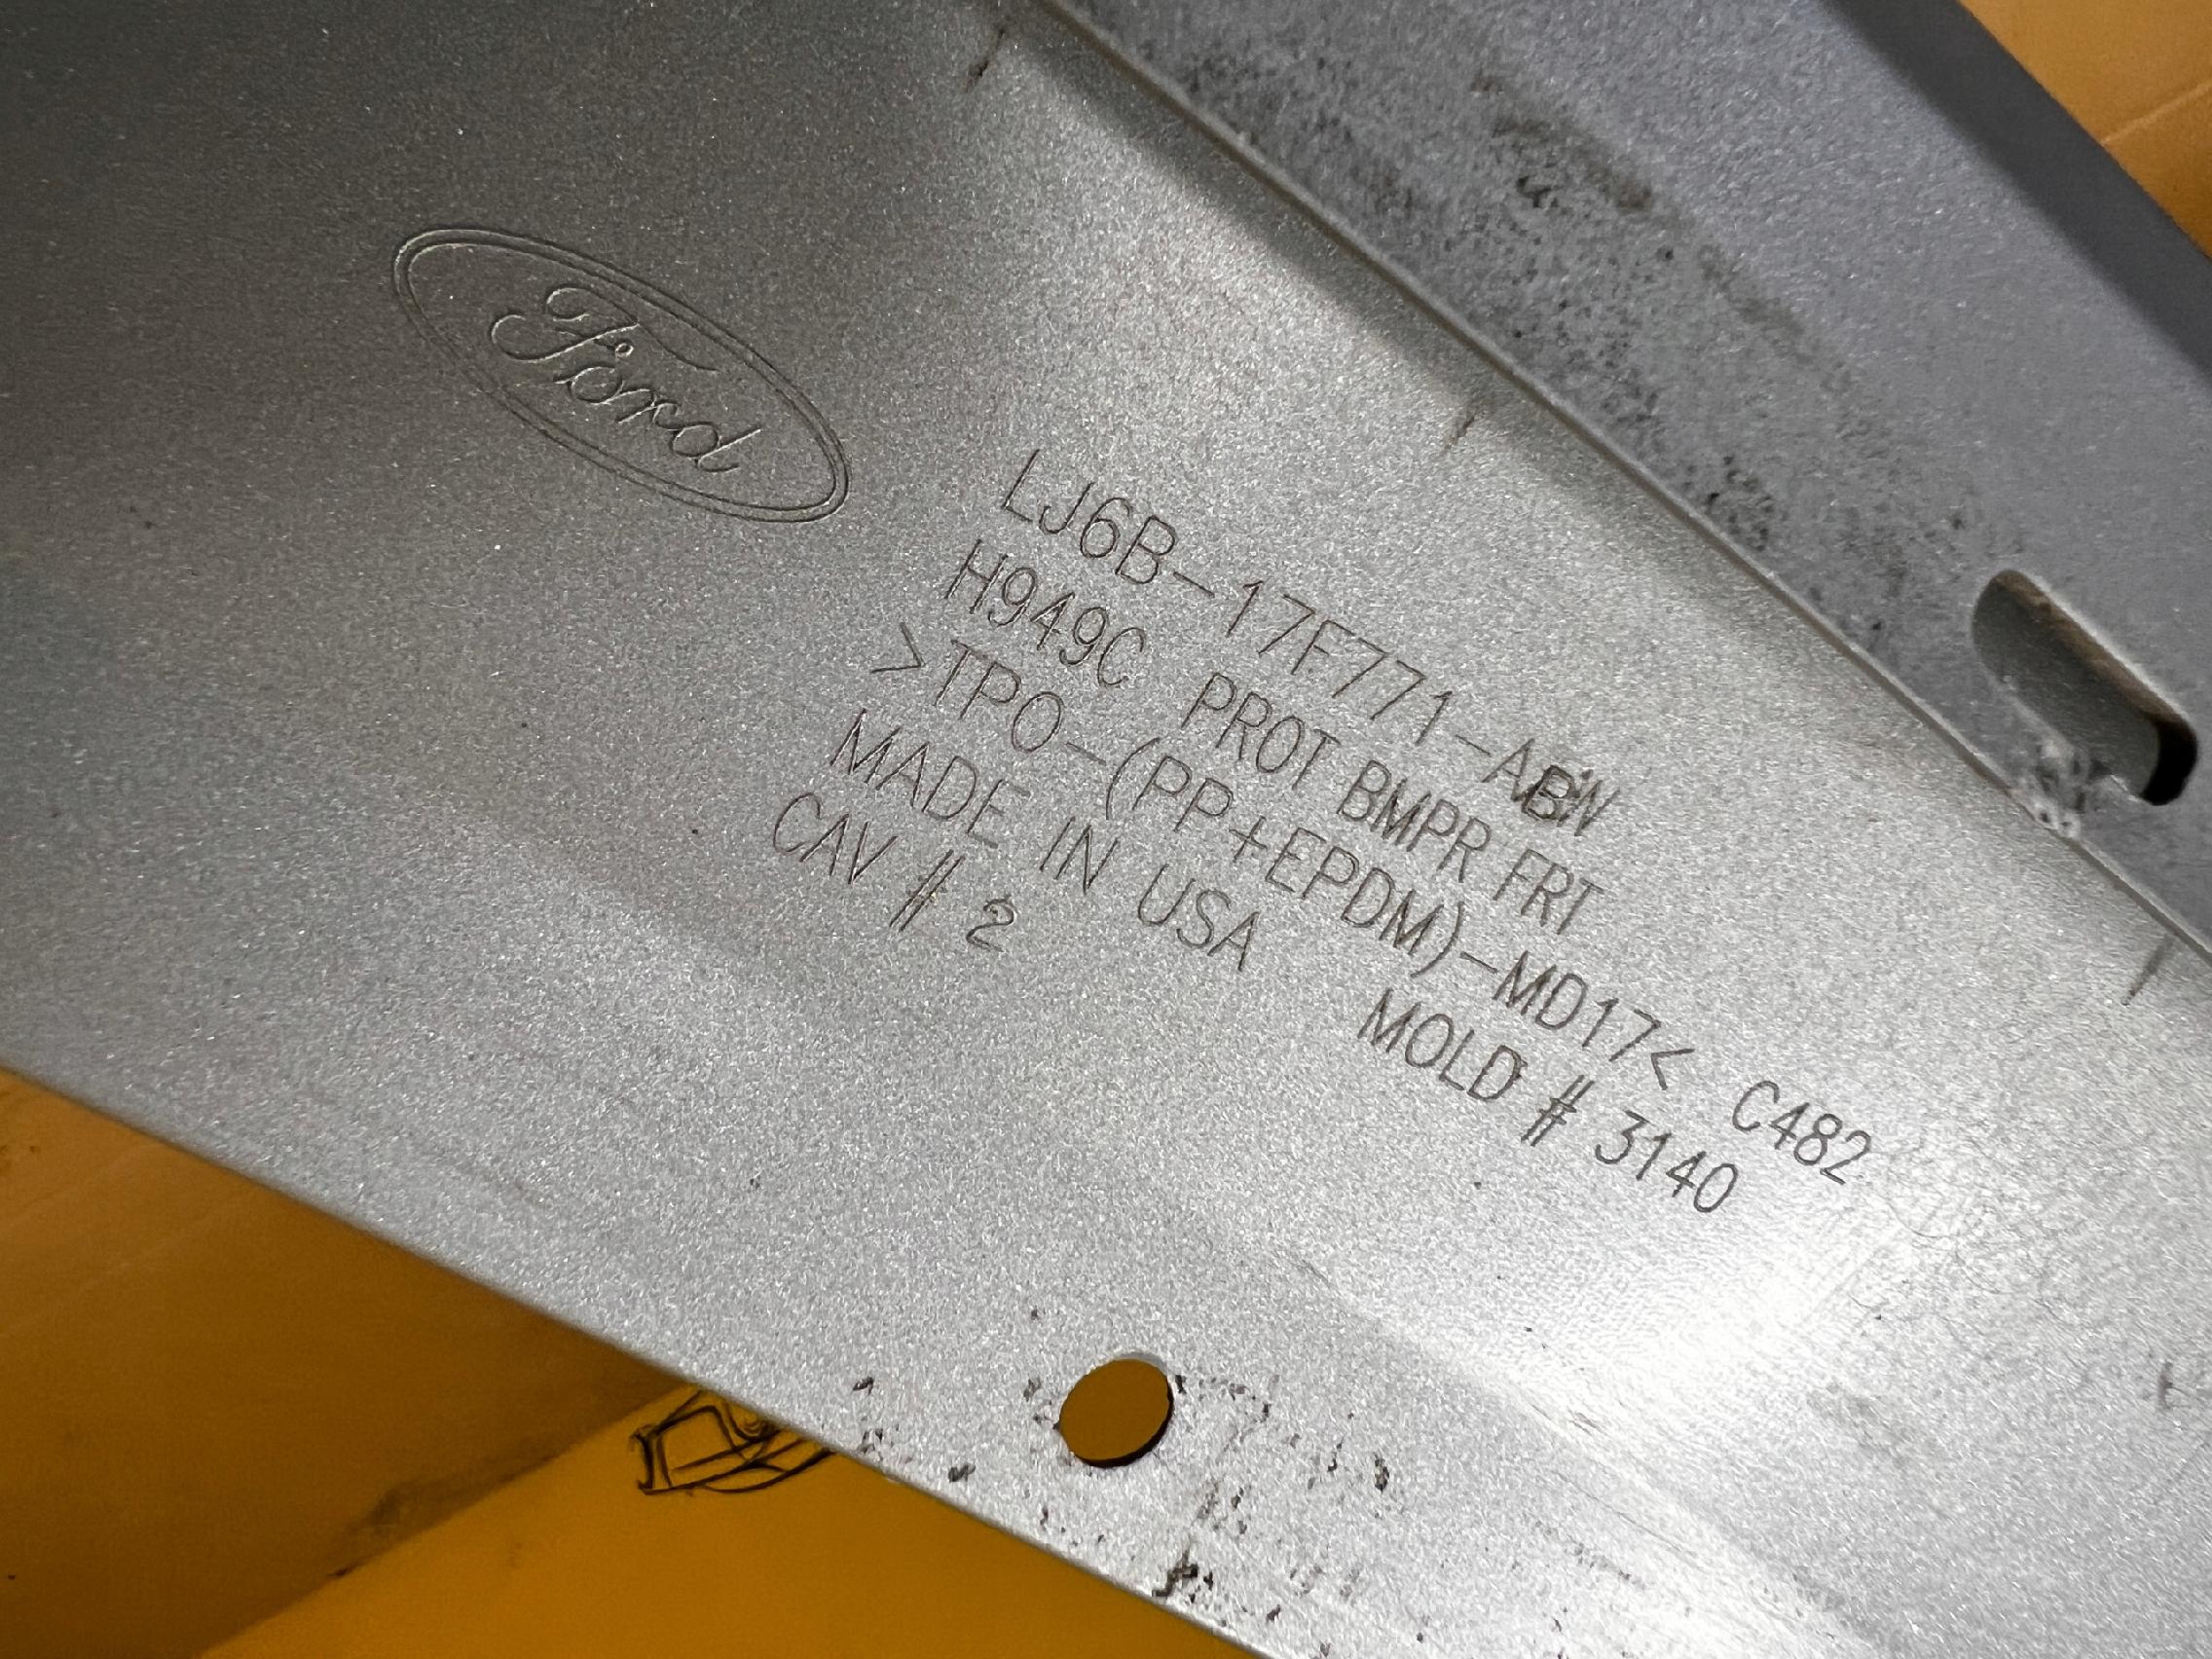 Ford
LJ6B-17F771-ABW
H949C PROT BMPR FRT
>TPO-(PP+EPDM)-MD17< C482
MADE IN USA MOLD # 3140
CAV # 2